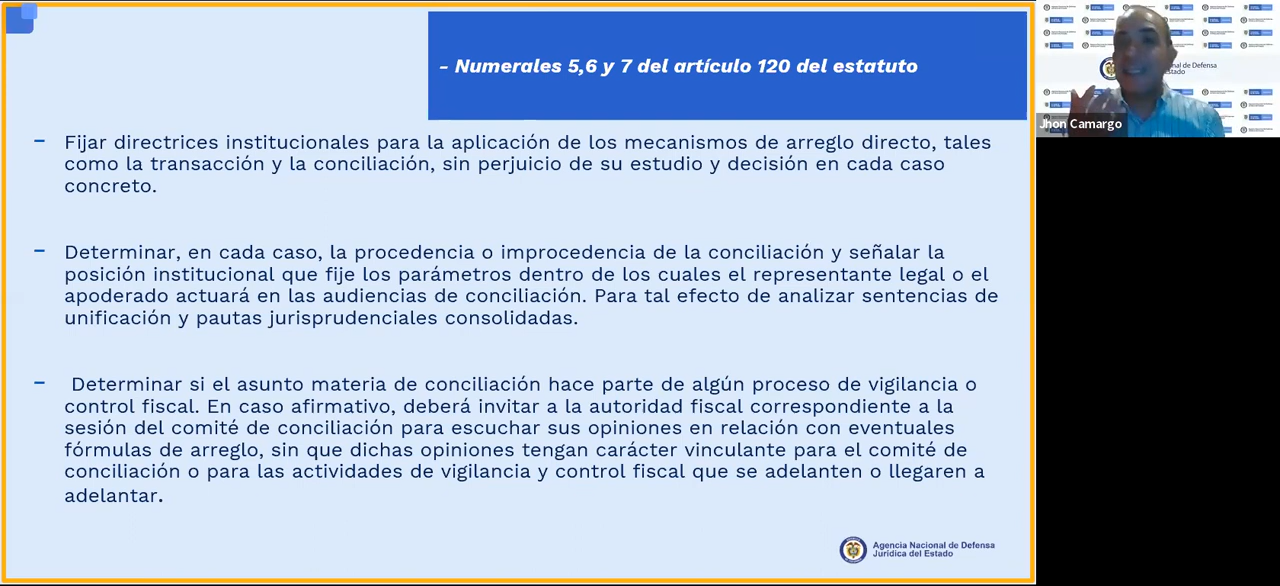 - Numerales 5,6 y 7 del artículo 120 del estatuto
– Fijar directrices institucionales para la aplicación de los mecanismos de arreglo directo, tales
como la transacción y la conciliación, sin perjuicio de su estudio y decisión en cada caso
concreto.
– Determinar, en cada caso, la procedencia o improcedencia de la conciliación y señalar la
posición institucional que fije los parámetros dentro de los cuales el representante legal o el
apoderado actuará en las audiencias de conciliación. Para tal efecto de analizar sentencias de
unificación y pautas jurisprudenciales consolidadas.
– Determinar si el asunto materia de conciliación hace parte de algún proceso de vigilancia o
control fiscal. En caso afirmativo, deberá invitar a la autoridad fiscal correspondiente a la
sesión del comité de conciliación para escuchar sus opiniones en relación con eventuales
fórmulas de arreglo, sin que dichas opiniones tengan carácter vinculante para el comité de
conciliación o para las actividades de vigilancia y control fiscal que se adelanten o llegaren a
adelantar.
Agencia Nacional de Defensa
Jurídica del Estado
Jhon Camargo